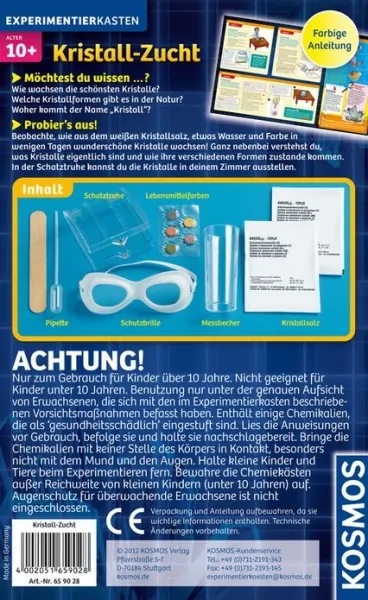 EXPERIMENTIERKASTEN
ALTER
10+
Kristall-Zucht
Farbige
Anleitung
Möchtest du wissen ...?
Wie wachsen die schönsten Kristalle?
Welche Kristallformen gibt es in der Natur?
Woher kommt der Name „Kristall“?
Probier's aus!
Beobachte, wie aus dem weißen Kristallsalz, etwas Wasser und Farbe in
wenigen Tagen wunderschöne Kristalle wachsen! Ganz nebenbei verstehst du,
was Kristalle eigentlich sind und wie ihre verschiedenen Formen zustande kommen.
In der Schatztruhe kannst du die Kristalle in deinem Zimmer ausstellen.
Inhalt
Schatztruhe
Lebensmittelfarben
Pipette
Schutzbrille
Messbecher
Kristallsalz
ACHTUNG!
Nur zum Gebrauch für Kinder über 10 Jahre. Nicht geeignet für
Kinder unter 10 Jahren. Benutzung nur unter der genauen Aufsicht
von Erwachsenen, die sich mit den im Experimentierkasten beschriebe-
nen Vorsichtsmaßnahmen befasst haben. Enthält einige Chemikalien,
die als 'gesundheitsschädlich' eingestuft sind. Lies die Anweisungen
vor Gebrauch, befolge sie und halte sie nachschlagebereit. Bringe die
Chemikalien mit keiner Stelle des Körpers in Kontakt, besonders
nicht mit dem Mund und den Augen. Halte kleine Kinder und
Tiere beim Experimentieren fern. Bewahre die Chemiekästen
außer Reichweite von kleinen Kindern (unter 10 Jahren) auf.
Augenschutz für überwachende Erwachsene ist nicht
eingeschlossen.
KOSMOS
Made in Germany
Kristall-Zucht
4 002051 659028
Art.-Nr. 65 902 8
CE
Verpackung und Anleitung aufbewahren, da sie
wichtige Informationen enthalten. Technische
Änderungen vorbehalten.
© 2012 KOSMOS Verlag
Pfizerstraße 5-7
D-70184 Stuttgart
kosmos.de
KOSMOS-Kundenservice
Tel.: +49 (0)711-2191-343
Fax: +49 (0)711-2191-145
experimentierkosten@kosmos.de